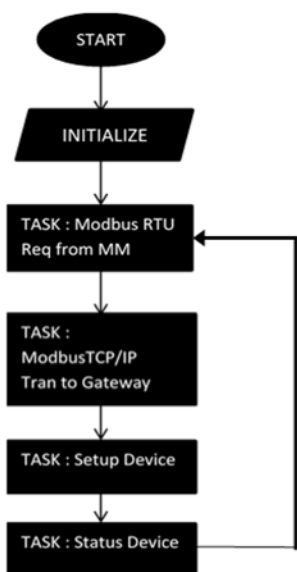 START
INITIALIZE
TASK : Modbus RTU
Req from MM
TASK :
ModbusTCP/IP
Tran to Gateway
TASK : Setup Device
TASK : Status Device